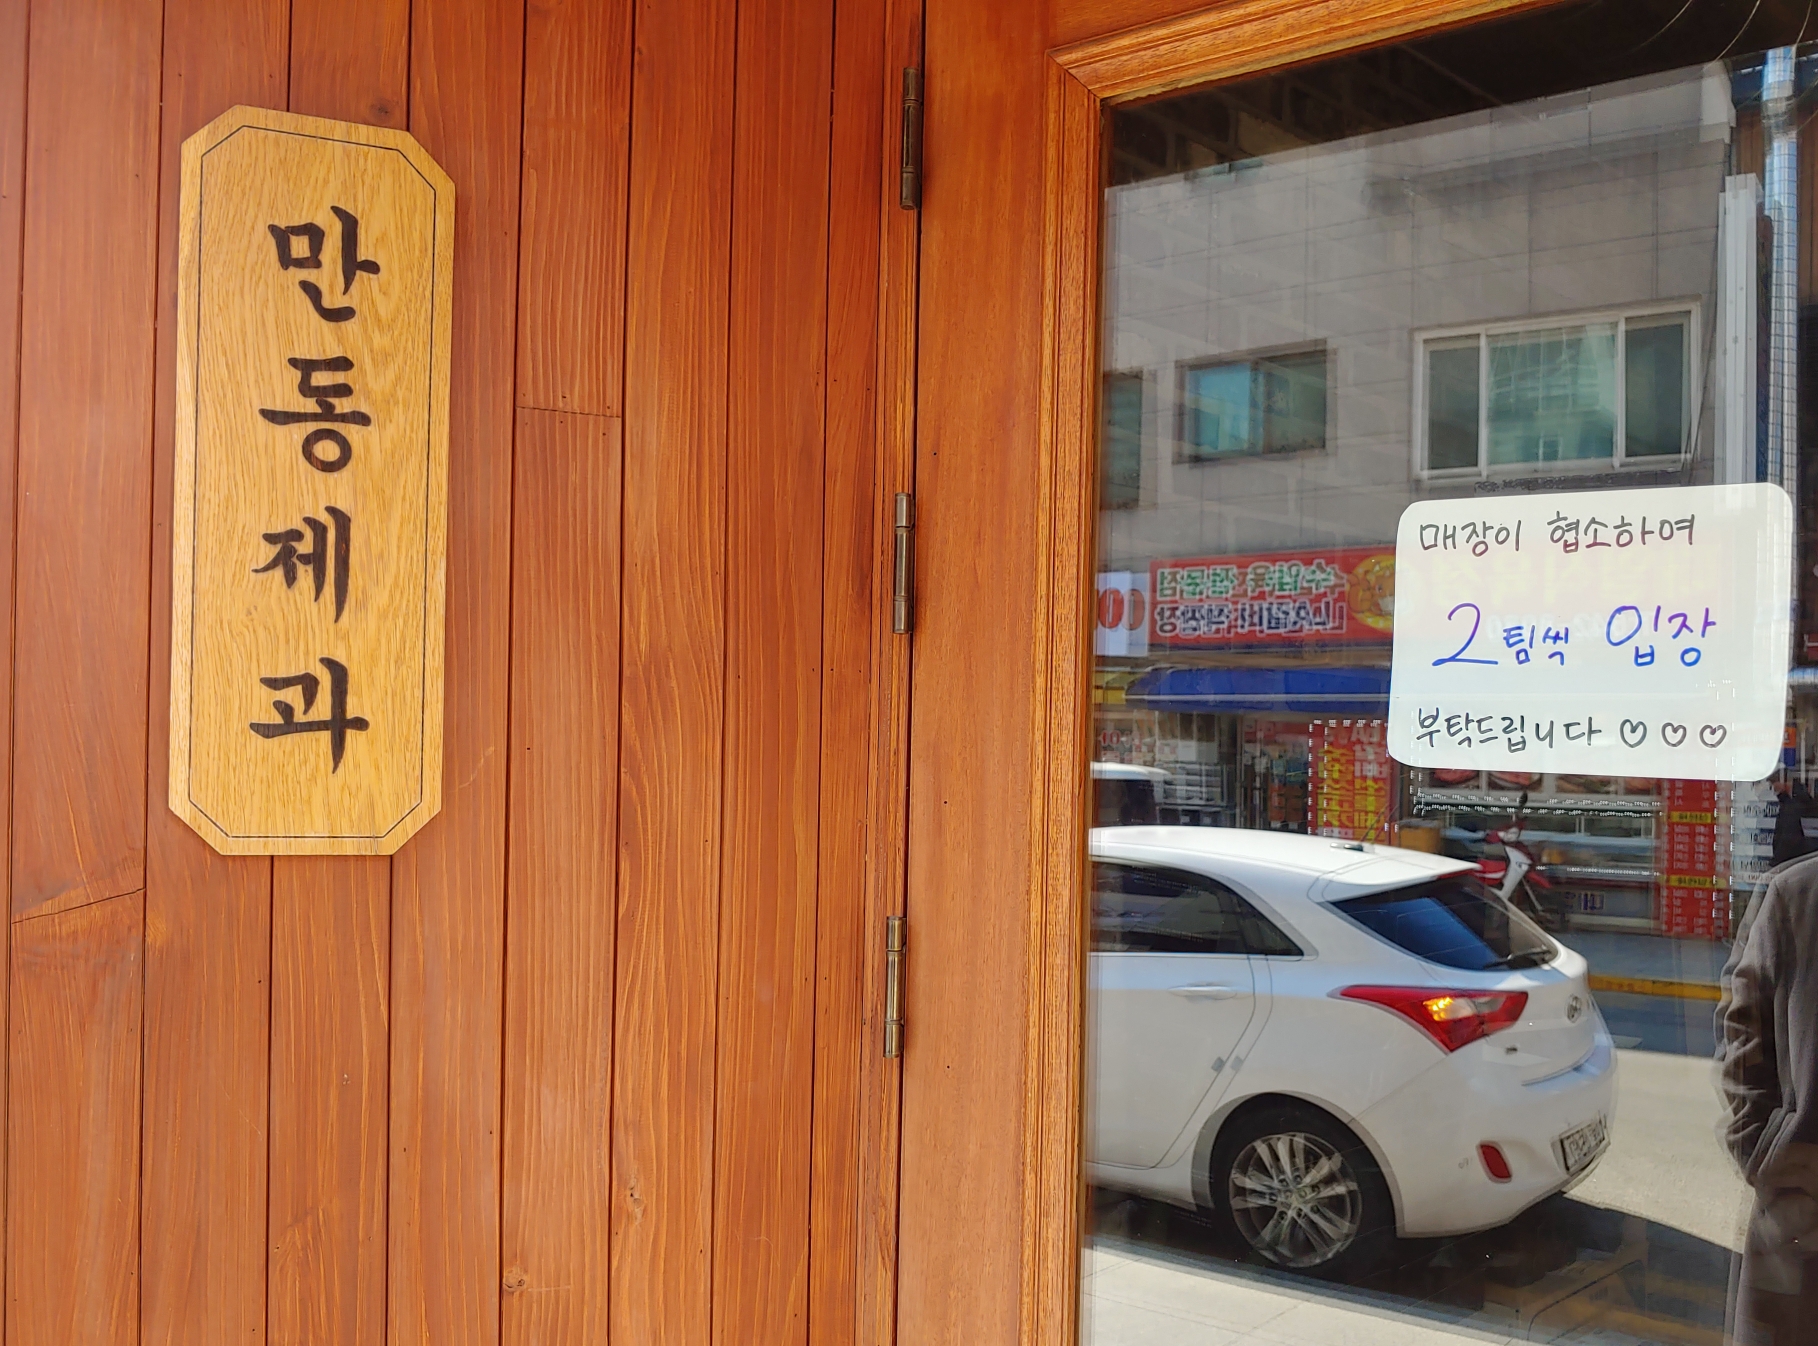 만동제과
매장이 협소하여
2팀씩 입장
부탁드립니다 ♡♡♡